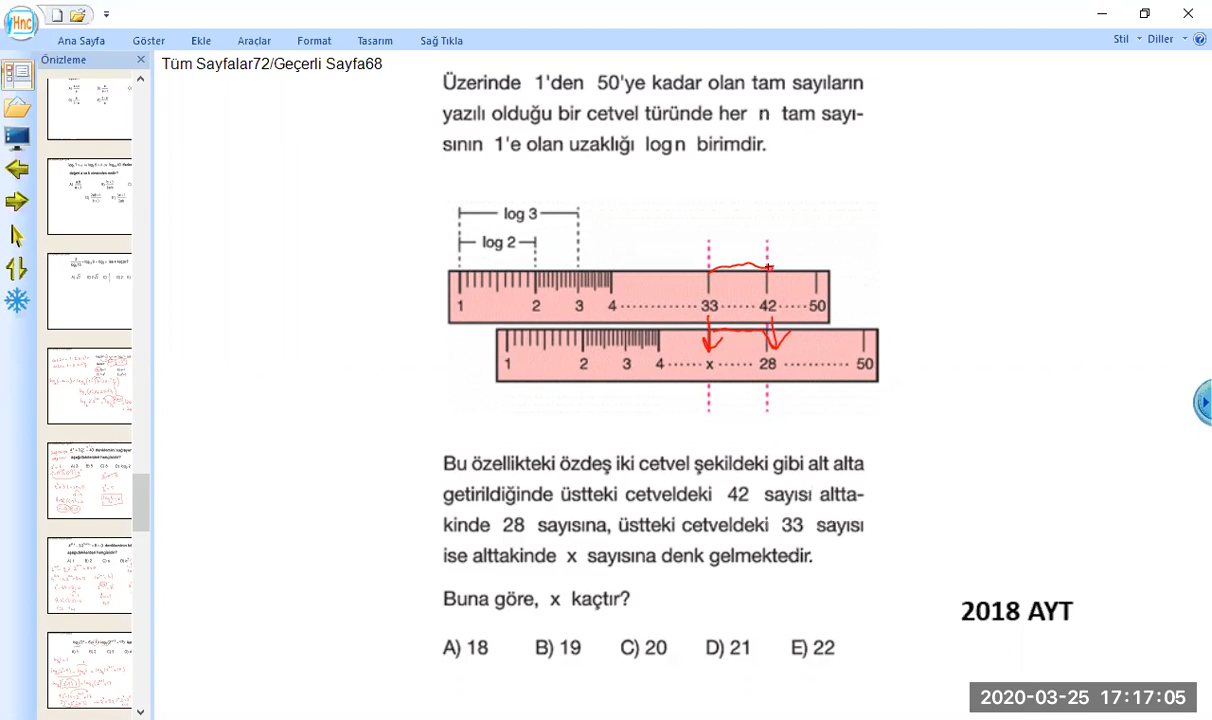 Ana Sayfa Göster Ekle Araçlar Format Tasarım Sağ Tıkla Stil Diller
Önizleme
Tüm Sayfalar72/Geçerli Sayfa68
Üzerinde 1'den 50'ye kadar olan tam sayıların
yazılı olduğu bir cetvel türünde her n tam sayı-
sının 1'e olan uzaklığı logn birimdir.
log 3
log 2
1 2 3 4 33 42 50
1 2 3 4 x 28 50
Bu özellikteki özdeş iki cetvel şekildeki gibi alt alta
getirildiğinde üstteki cetveldeki 42 sayısı altta-
kinde 28 sayısına, üstteki cetveldeki 33 sayısı
ise alttakinde x sayısına denk gelmektedir.
Buna göre, x kaçtır?
A) 18 B) 19 C) 20 D) 21 E) 22
2018 AYT
2020-03-25 17:17:05